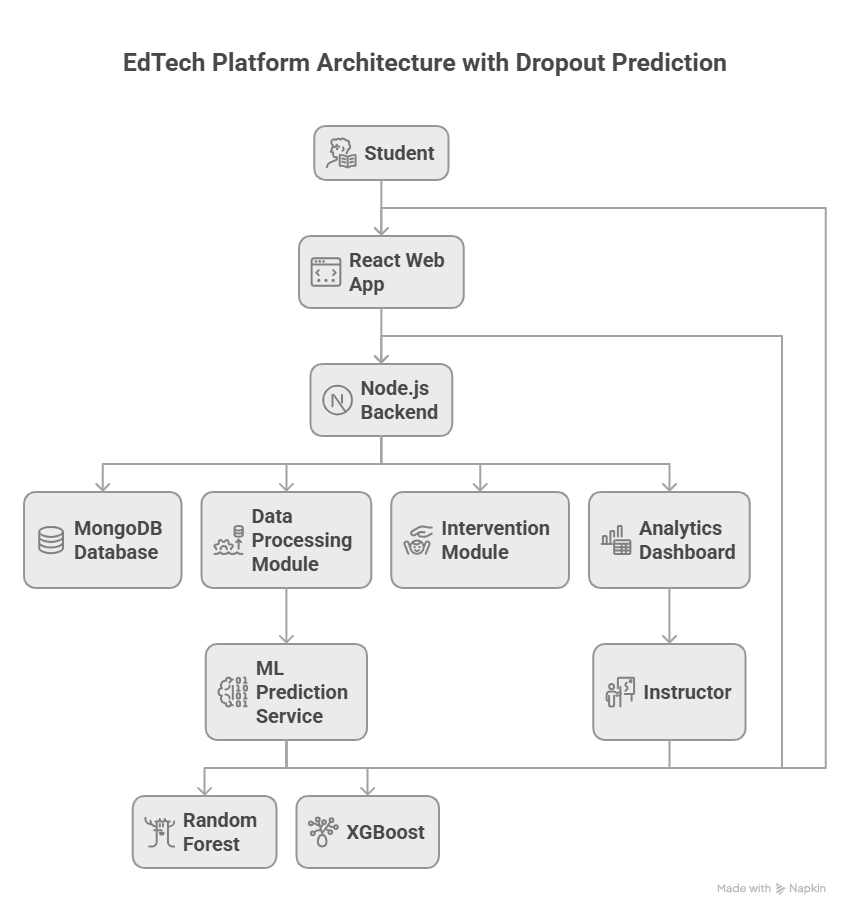 EdTech Platform Architecture with Dropout Prediction
Student
React Web
App
Node.js
Backend
MongoDB
Database
Data
Processing
Module
Intervention
Module
Analytics
Dashboard
ML
Prediction
Service
Instructor
Random
Forest
XGBoost
Made with Napkin